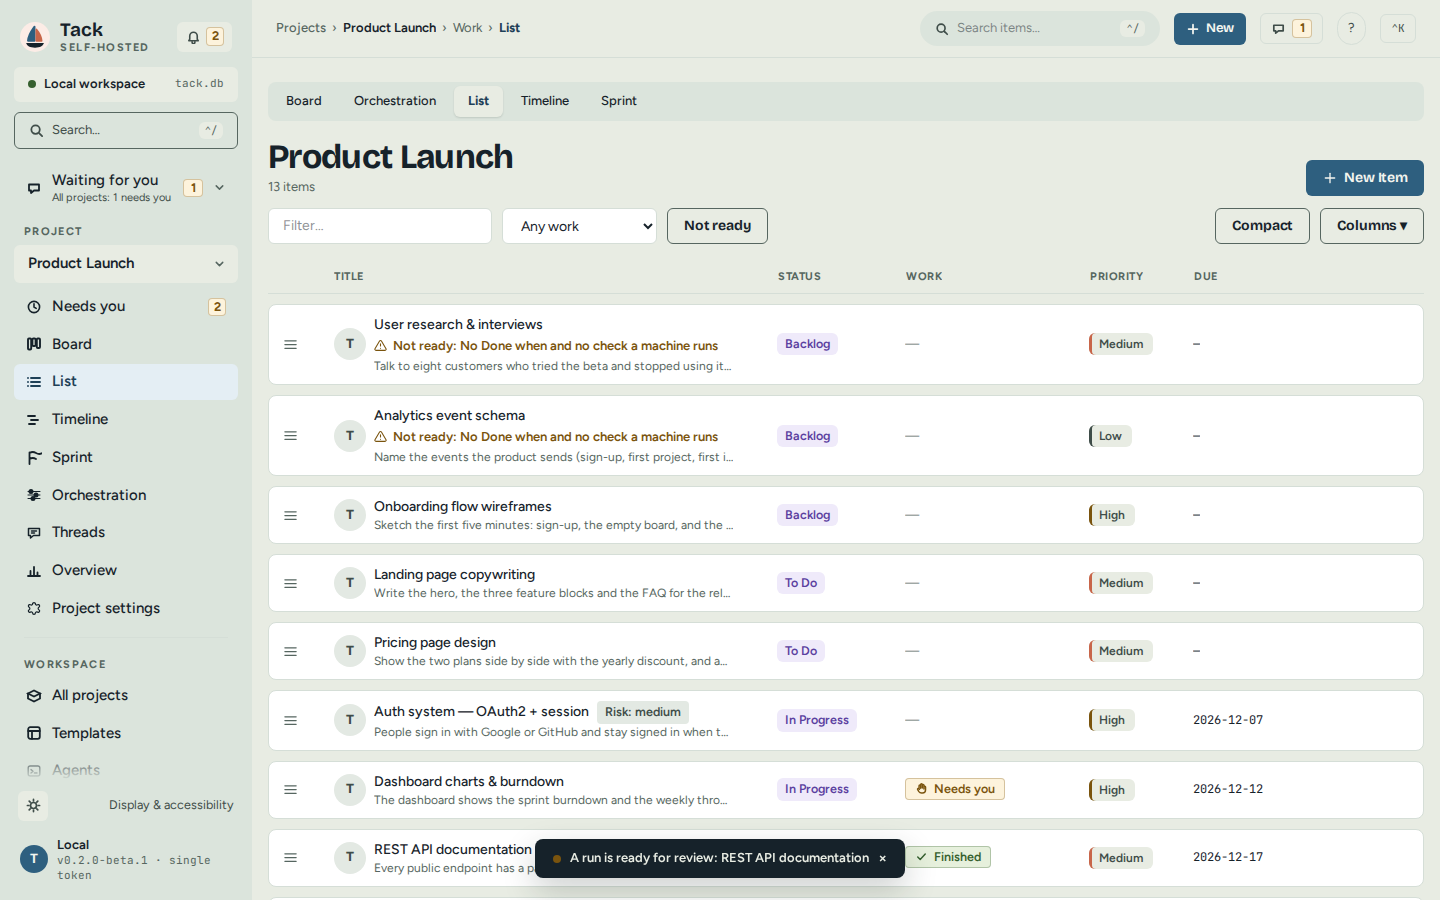 Tack
SELF-HOSTED
2
Local workspace
tack.db
Search...
^/
Waiting for you
All projects: 1 needs you
1
PROJECT
Product Launch
Needs you
2
Board
List
Timeline
Sprint
Orchestration
Threads
Overview
Project settings
WORKSPACE
All projects
Templates
Agents
Display & accessibility
T
Local
v0.2.0-beta.1 · single
token
Projects › Product Launch › Work › List
Search items...
^/
+ New
1
?
^K
Board
Orchestration
List
Timeline
Sprint
Product Launch
13 items
+ New Item
Filter...
Any work
Not ready
Compact
Columns ▾
TITLE
STATUS
WORK
PRIORITY
DUE
T
User research & interviews
Not ready: No Done when and no check a machine runs
Talk to eight customers who tried the beta and stopped using it...
Backlog
—
Medium
–
T
Analytics event schema
Not ready: No Done when and no check a machine runs
Name the events the product sends (sign-up, first project, first i...
Backlog
—
Low
–
T
Onboarding flow wireframes
Sketch the first five minutes: sign-up, the empty board, and the ...
Backlog
—
High
–
T
Landing page copywriting
Write the hero, the three feature blocks and the FAQ for the rel...
To Do
—
Medium
–
T
Pricing page design
Show the two plans side by side with the yearly discount, and a...
To Do
—
Medium
–
T
Auth system — OAuth2 + session
Risk: medium
People sign in with Google or GitHub and stay signed in when t...
In Progress
—
High
2026-12-07
T
Dashboard charts & burndown
The dashboard shows the sprint burndown and the weekly thro...
In Progress
Needs you
High
2026-12-12
T
REST API documentation
Every public endpoint has a
Finished
Medium
2026-12-17
A run is ready for review: REST API documentation ×